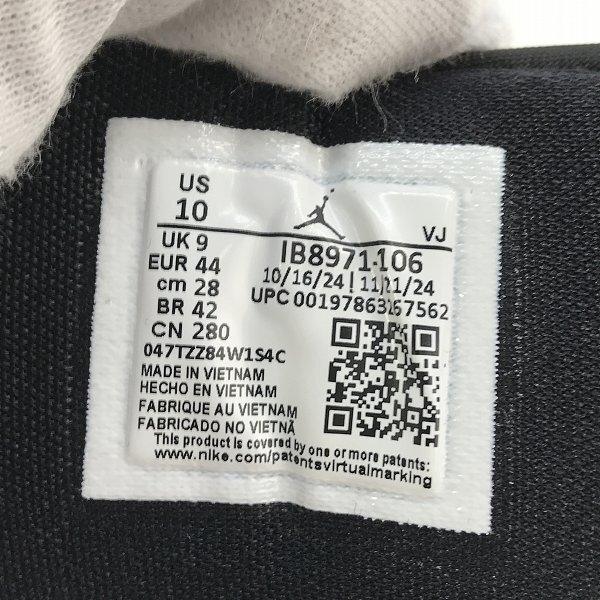 US
10
UK 9
EUR 44
cm 28
BR 42
CN 280
VJ
IB8971-106
10/16/24 | 11/21/24
UPC 00197863267562
047TZZ84W1S4C
MADE IN VIETNAM
HECHO EN VIETNAM
FABRIQUE AU VIETNAM
FABRICADO NO VIETNÃ
This product is covered by one or more patents:
www.nike.com/patentsvirtualmarking